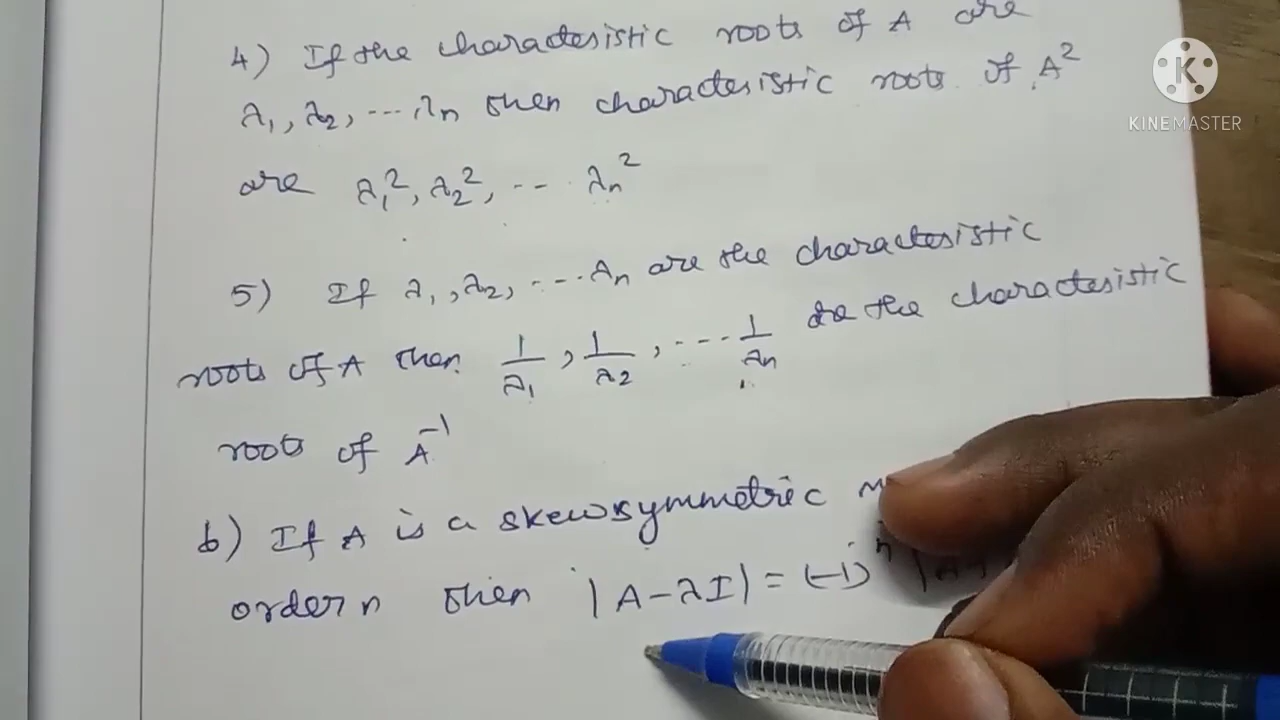 4) If the characteristic roots of A are
λ₁, λ₂, ---, λn then characteristic roots of A²
are λ₁², λ₂², -- λn²
KINEMASTER
5) If λ₁, λ₂, ---. λn are the characteristic
roots of A then 1/λ₁, 1/λ₂, ---. 1/λn are the characteristic
roots of A⁻¹
6) If A is a skewsymmetric
order n then |A-λI| = (-1)ⁿ